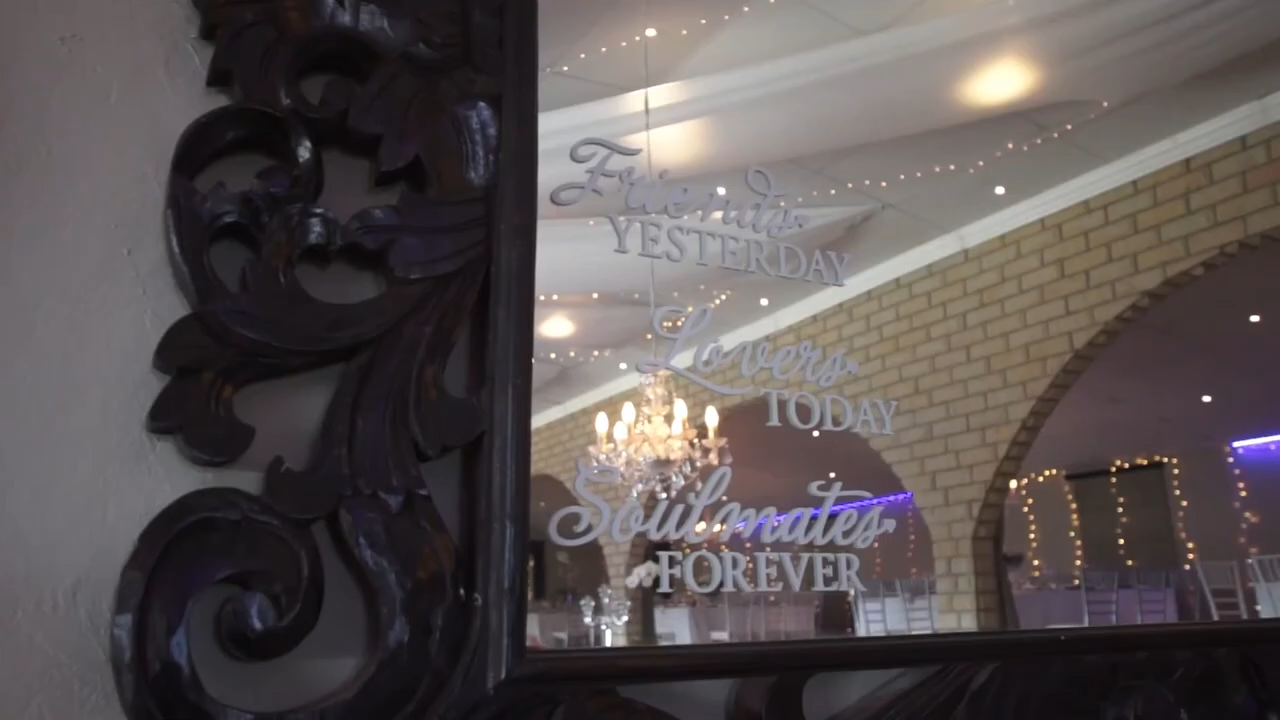 Friends
YESTERDAY
Lovers
TODAY
Soulmates
FOREVER